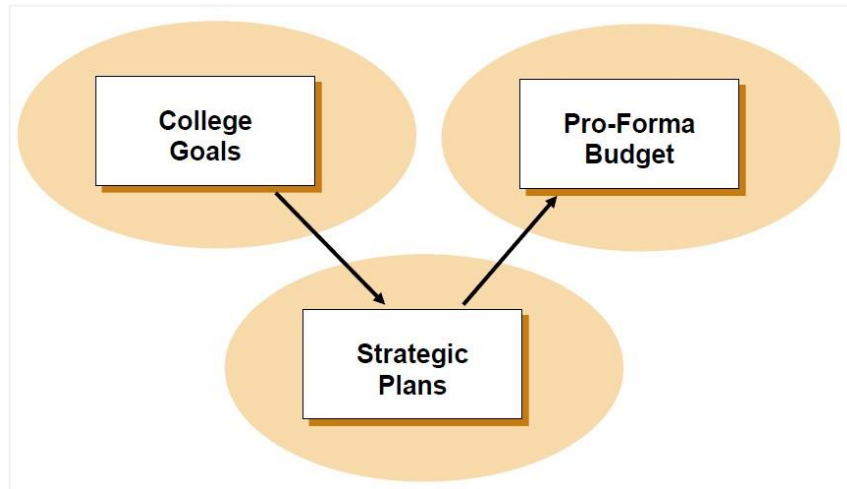 College
Goals
Pro-Forma
Budget
Strategic
Plans